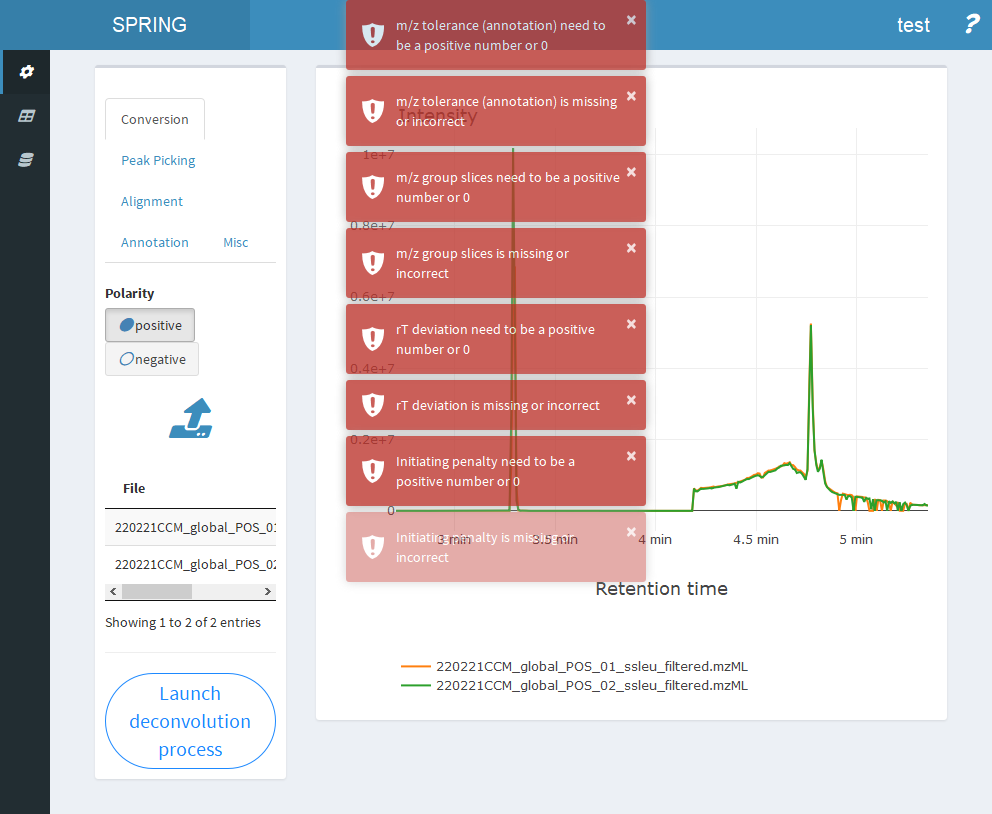 SPRING
test
?
Conversion
Peak Picking
Alignment
Annotation
Misc
Polarity
positive
negative
File
220221CCM_global_POS_01
220221CCM_global_POS_02
Showing 1 to 2 of 2 entries
Launch
deconvolution
process
m/z tolerance (annotation) need to
be a positive number or 0
×
m/z tolerance (annotation) is missing
or incorrect
×
m/z group slices need to be a positive
number or 0
×
m/z group slices is missing or
incorrect
×
rT deviation need to be a positive
number or 0
×
rT deviation is missing or incorrect
×
Initiating penalty need to be a
positive number or 0
×
Initiating penalty is missing or
incorrect
×
Intensity
1e+7
0.8e+7
0.6e+7
0.4e+7
0.2e+7
0
3 min
3.5 min
4 min
4.5 min
5 min
Retention time
220221CCM_global_POS_01_ssleu_filtered.mzML
220221CCM_global_POS_02_ssleu_filtered.mzML